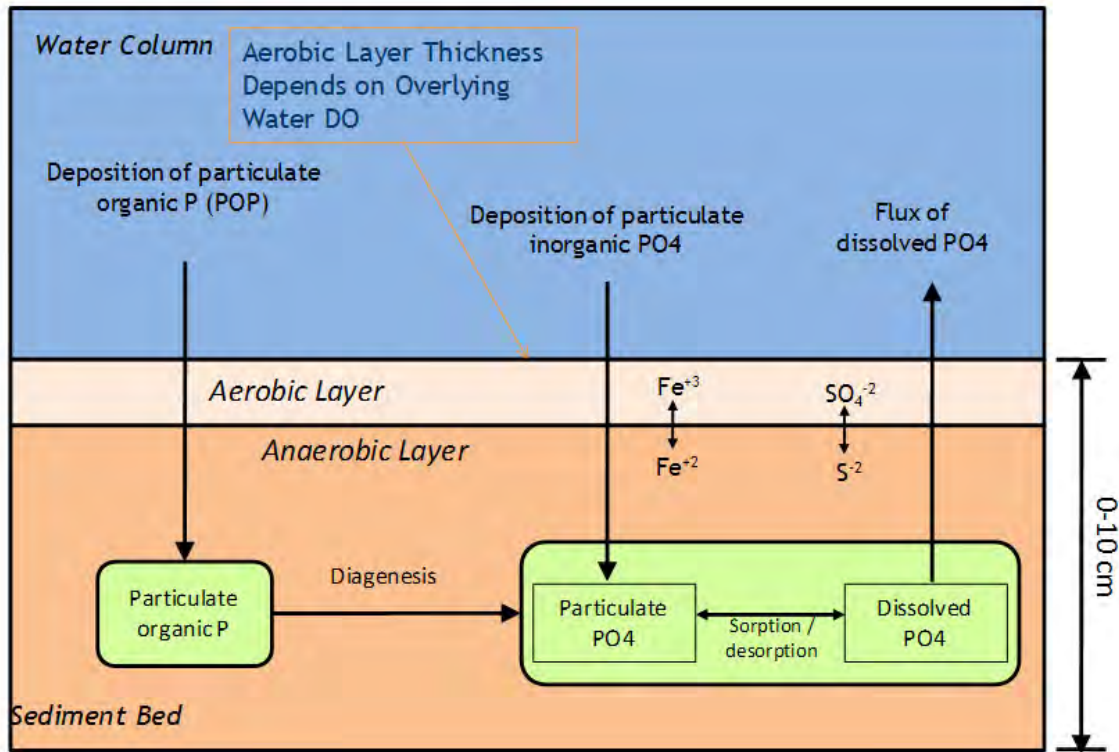 Water Column
Aerobic Layer Thickness
Depends on Overlying
Water DO
Deposition of particulate
organic P (POP)
Deposition of particulate
inorganic PO4
Flux of
dissolved PO4
Aerobic Layer
Fe+3
SO4-2
Anaerobic Layer
Fe+2
S-2
0-10 cm
Diagenesis
Particulate
organic P
Particulate
PO4
Sorption /
desorption
Dissolved
PO4
Sediment Bed